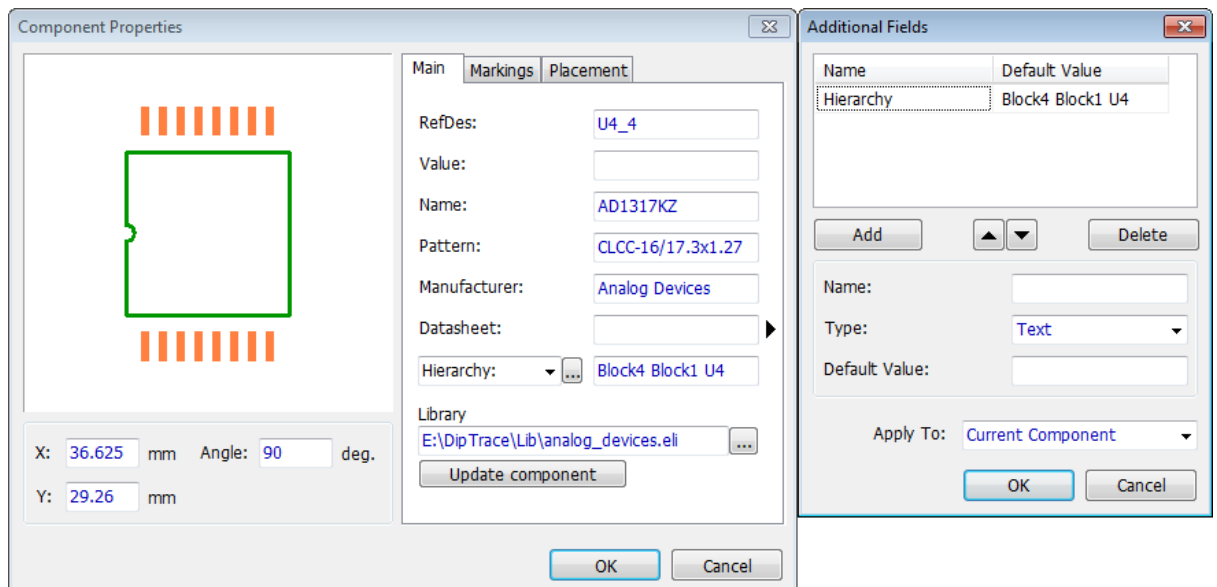 Component Properties
Main Markings Placement
RefDes: U4_4
Value:
Name: AD1317KZ
Pattern: CLCC-16/17.3x1.27
Manufacturer: Analog Devices
Datasheet:
Hierarchy: ... Block4 Block1 U4
Library
E:\DipTrace\Lib\analog_devices.eli ...
Update component
X: 36.625 mm Angle: 90 deg.
Y: 29.26 mm
OK Cancel
Additional Fields
Name Default Value
Hierarchy Block4 Block1 U4
Add Delete
Name:
Type: Text
Default Value:
Apply To: Current Component
OK Cancel